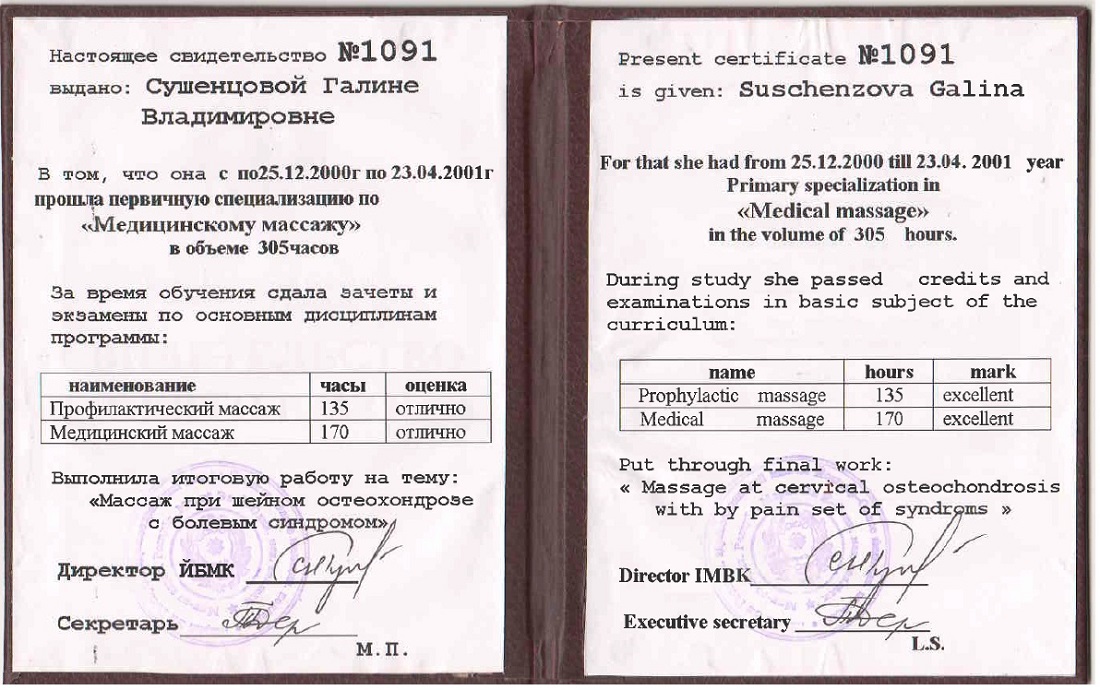 Настоящее свидетельство №1091
выдано: Сушенцовой Галине
Владимировне
В том, что она с по25.12.2000г по 23.04.2001г
прошла первичную специализацию по
«Медицинскому массажу»
в объеме 305часов
За время обучения сдала зачеты и
экзамены по основным дисциплинам
программы:
наименование часы оценка
Профилактический массаж 135 отлично
Медицинский массаж 170 отлично
Выполнила итоговую работу на тему:
«Массаж при шейном остеохондрозе
с болевым синдромом»
Директор ЙБМК
Секретарь
М.П.
Present certificate №1091
is given: Suschenzova Galina
For that she had from 25.12.2000 till 23.04. 2001 year
Primary specialization in
«Medical massage»
in the volume of 305 hours.
During study she passed credits and
examinations in basic subject of the
curriculum:
name hours mark
Prophylactic massage 135 excellent
Medical massage 170 excellent
Put through final work:
« Massage at cervical osteochondrosis
with by pain set of syndroms »
Director IMBK
Executive secretary
L.S.